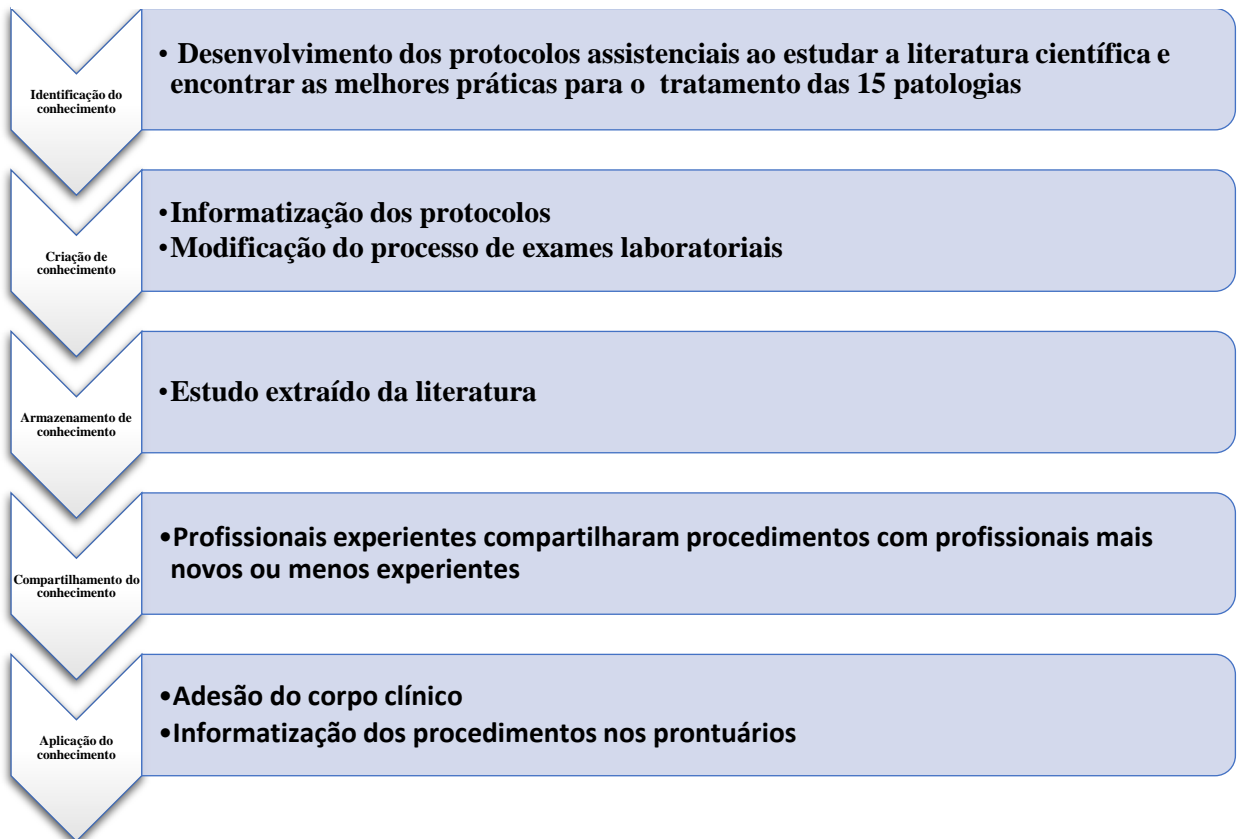 Identificação do
conhecimento
• Desenvolvimento dos protocolos assistenciais ao estudar a literatura científica e
encontrar as melhores práticas para o tratamento das 15 patologias
Criação de
conhecimento
•Informatização dos protocolos
•Modificação do processo de exames laboratoriais
Armazenamento de
conhecimento
•Estudo extraído da literatura
Compartilhamento do
conhecimento
•Profissionais experientes compartilharam procedimentos com profissionais mais
novos ou menos experientes
Aplicação do
conhecimento
•Adesão do corpo clínico
•Informatização dos procedimentos nos prontuários